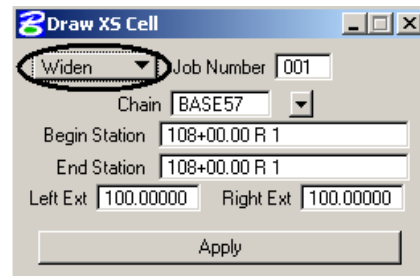 Draw XS Cell
Widen Job Number 001
Chain BASE57
Begin Station 108+00.00 R 1
End Station 108+00.00 R 1
Left Ext 100.00000 Right Ext 100.00000
Apply